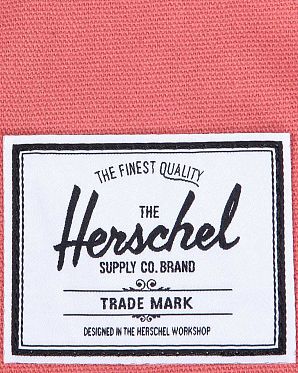 THE FINEST QUALITY
THE
Herschel
SUPPLY CO. BRAND
TRADE MARK
DESIGNED IN THE HERSCHEL WORKSHOP